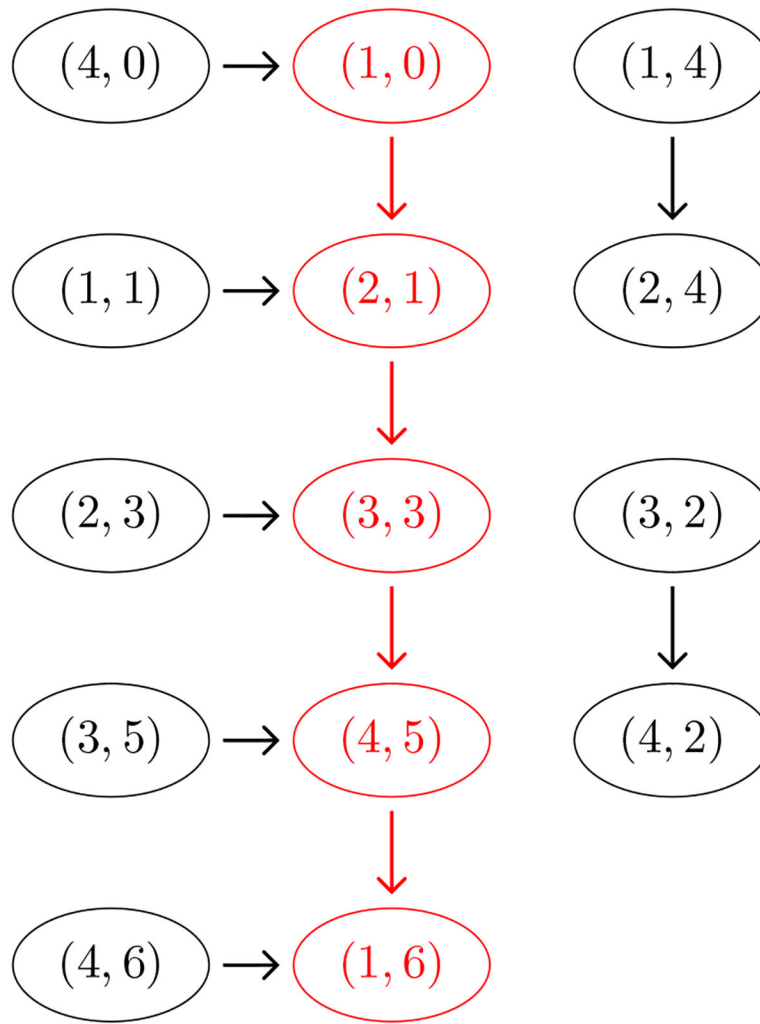 (4, 0) (1, 0) (1, 4)
(1, 1) (2, 1) (2, 4)
(2, 3) (3, 3) (3, 2)
(3, 5) (4, 5) (4, 2)
(4, 6) (1, 6)